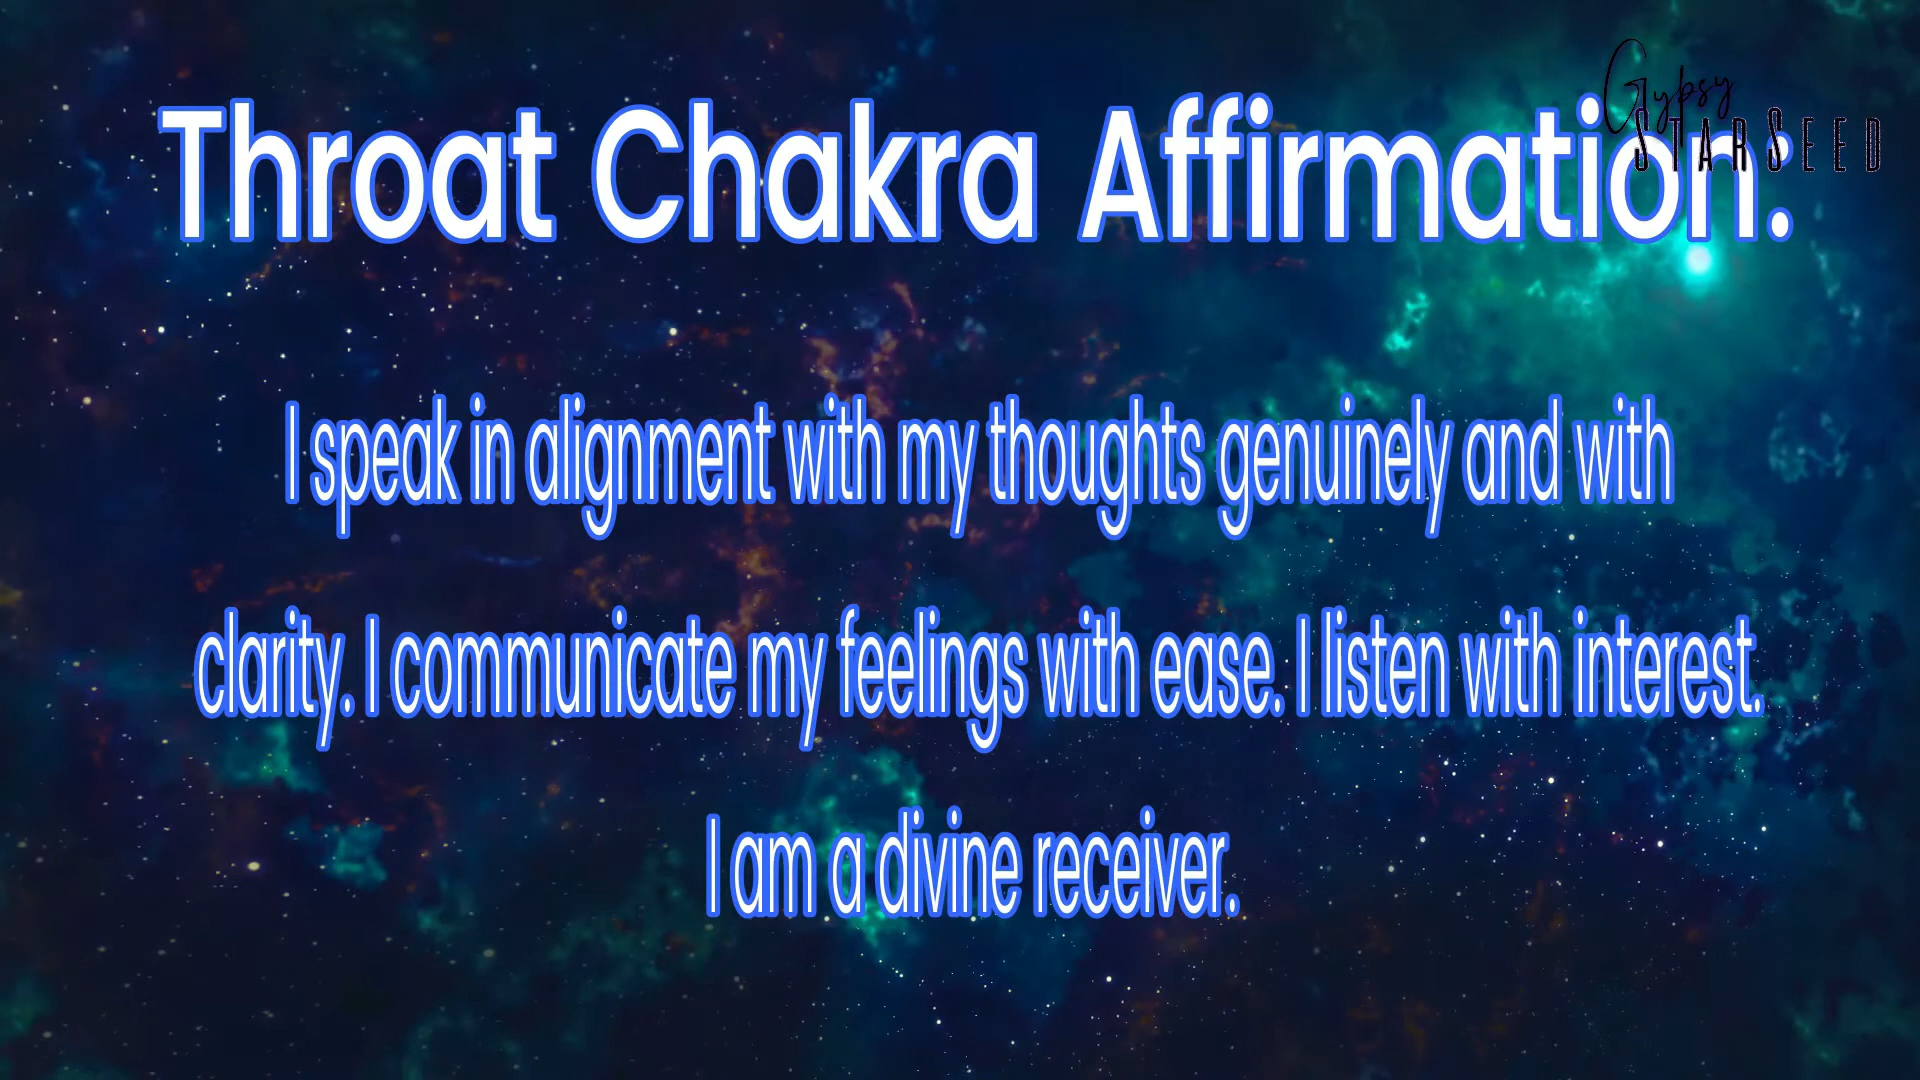 Gypsy
STARSEED
Throat Chakra Affirmation:
I speak in alignment with my thoughts genuinely and with
clarity. I communicate my feelings with ease. I listen with interest.
I am a divine receiver.